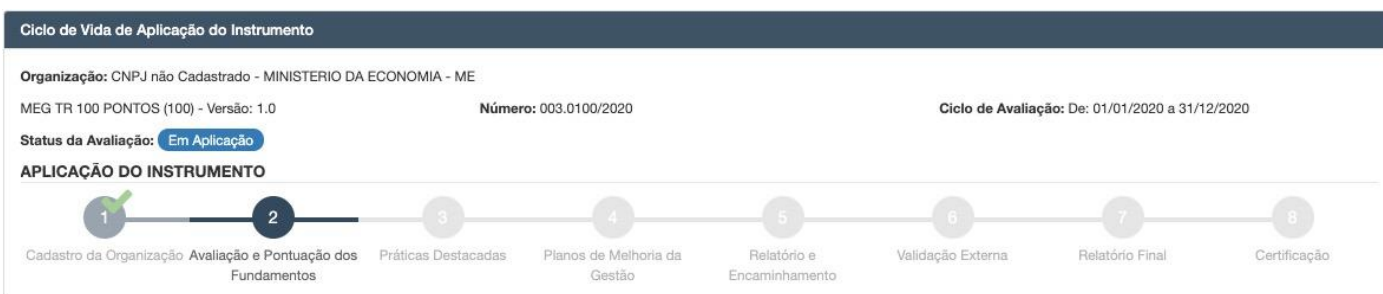 Ciclo de Vida de Aplicação do Instrumento
Organização: CNPJ não Cadastrado - MINISTERIO DA ECONOMIA - ME
MEG TR 100 PONTOS (100) - Versão: 1.0 Número: 003.0100/2020 Ciclo de Avaliação: De: 01/01/2020 a 31/12/2020
Status da Avaliação: Em Aplicação
APLICAÇÃO DO INSTRUMENTO
1 2 3 4 5 6 7 8
Cadastro da Organização Avaliação e Pontuação dos Práticas Destacadas Planos de Melhoria da Relatório e Validação Externa Relatório Final Certificação
Fundamentos Gestão Encaminhamento